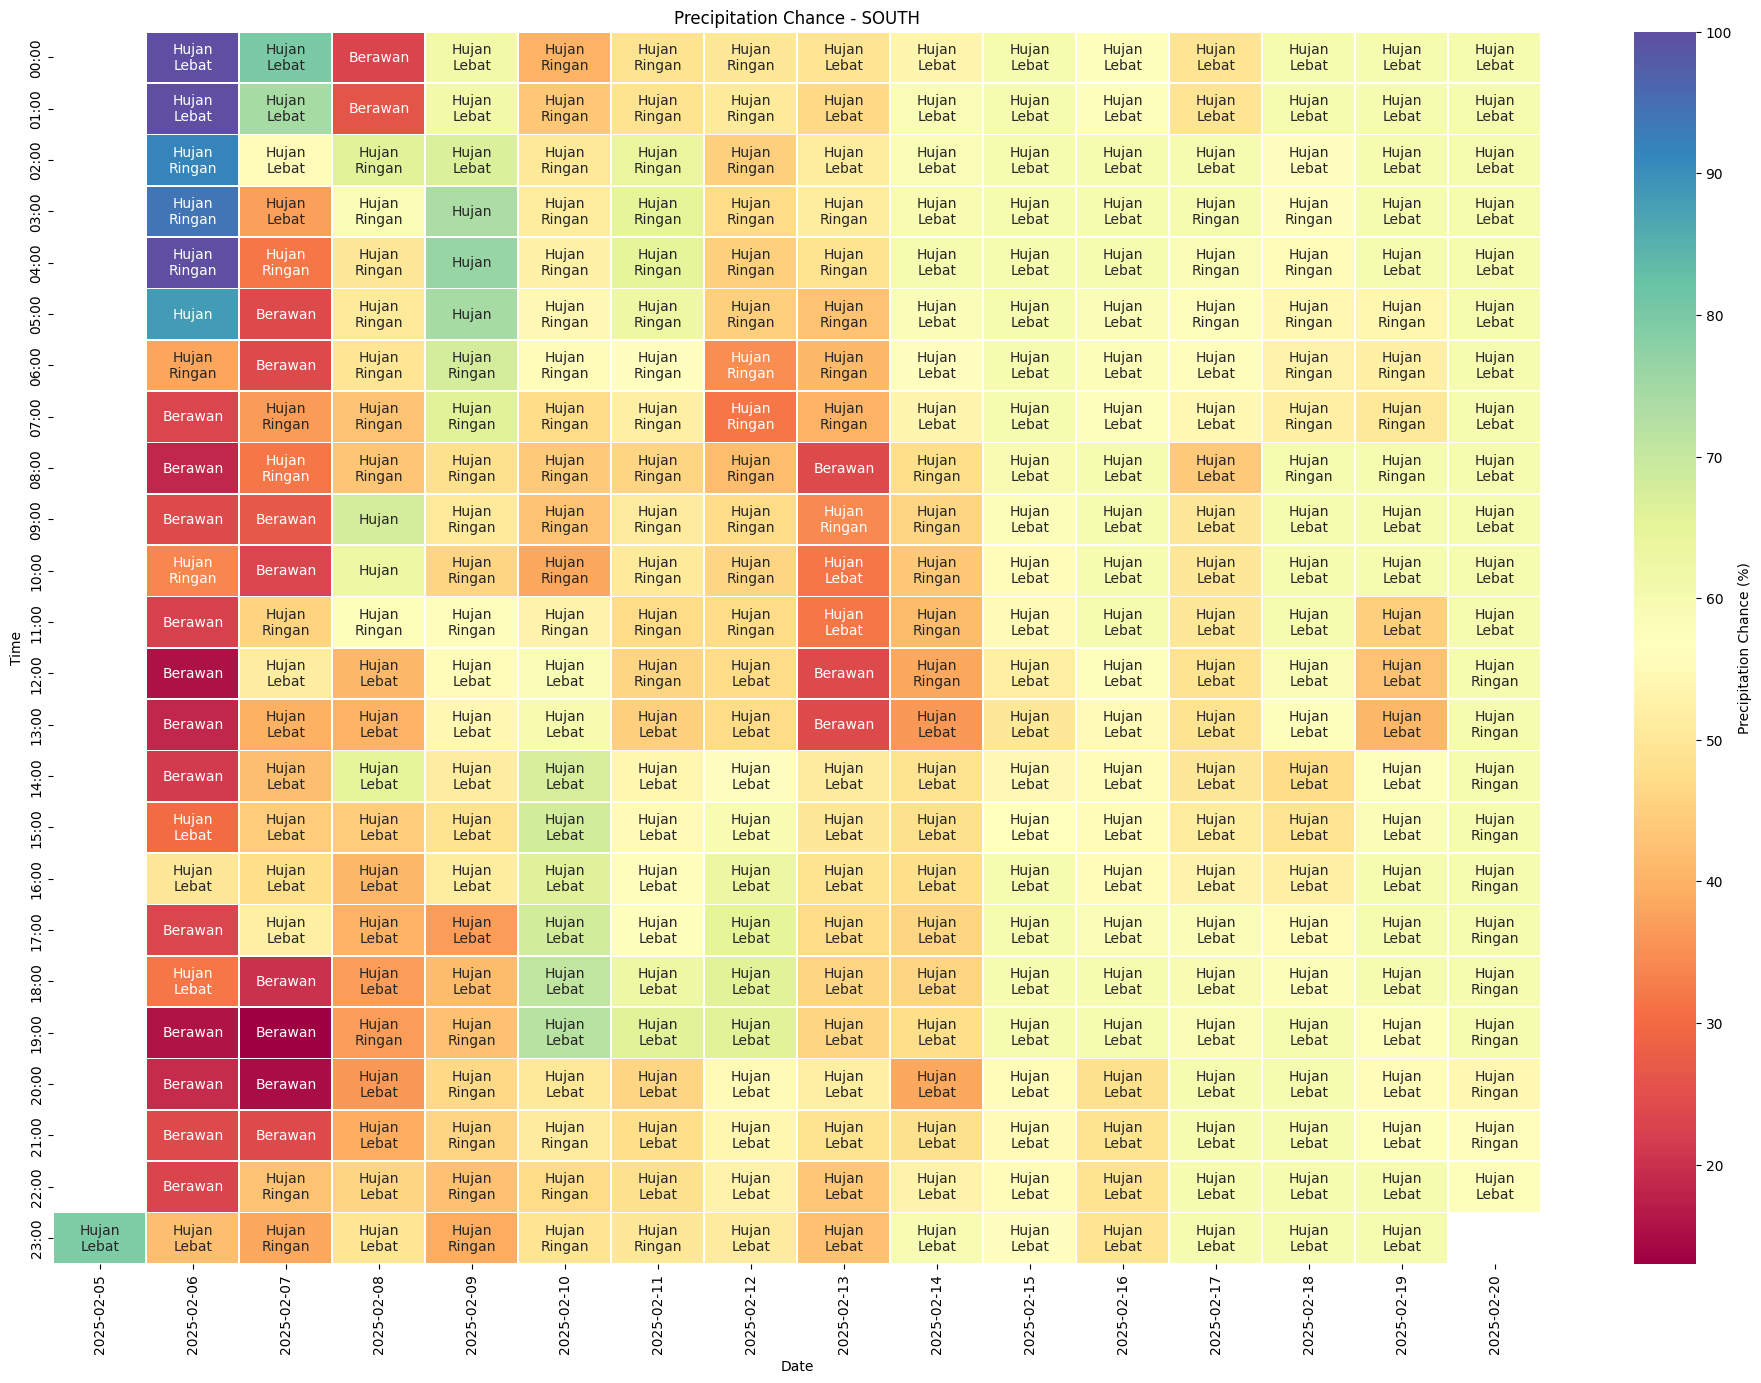 Precipitation Chance - SOUTH
00:00 Hujan Lebat Hujan Lebat Berawan Hujan Lebat Hujan Ringan Hujan Ringan Hujan Ringan Hujan Lebat Hujan Lebat Hujan Lebat Hujan Lebat Hujan Lebat Hujan Lebat Hujan Lebat Hujan Lebat
01:00 Hujan Lebat Hujan Lebat Berawan Hujan Lebat Hujan Ringan Hujan Ringan Hujan Ringan Hujan Lebat Hujan Lebat Hujan Lebat Hujan Lebat Hujan Lebat Hujan Lebat Hujan Lebat Hujan Lebat
02:00 Hujan Ringan Hujan Lebat Hujan Ringan Hujan Lebat Hujan Ringan Hujan Ringan Hujan Ringan Hujan Lebat Hujan Lebat Hujan Lebat Hujan Lebat Hujan Lebat Hujan Lebat Hujan Lebat Hujan Lebat
03:00 Hujan Ringan Hujan Lebat Hujan Ringan Hujan Hujan Ringan Hujan Ringan Hujan Ringan Hujan Ringan Hujan Lebat Hujan Lebat Hujan Lebat Hujan Ringan Hujan Ringan Hujan Lebat Hujan Lebat
04:00 Hujan Ringan Hujan Ringan Hujan Ringan Hujan Hujan Ringan Hujan Ringan Hujan Ringan Hujan Ringan Hujan Lebat Hujan Lebat Hujan Lebat Hujan Ringan Hujan Ringan Hujan Lebat Hujan Lebat
05:00 Hujan Berawan Hujan Ringan Hujan Hujan Ringan Hujan Ringan Hujan Ringan Hujan Ringan Hujan Lebat Hujan Lebat Hujan Lebat Hujan Ringan Hujan Ringan Hujan Ringan Hujan Lebat
06:00 Hujan Ringan Berawan Hujan Ringan Hujan Ringan Hujan Ringan Hujan Ringan Hujan Ringan Hujan Ringan Hujan Lebat Hujan Lebat Hujan Lebat Hujan Lebat Hujan Ringan Hujan Ringan Hujan Lebat
07:00 Berawan Hujan Ringan Hujan Ringan Hujan Ringan Hujan Ringan Hujan Ringan Hujan Ringan Hujan Ringan Hujan Lebat Hujan Lebat Hujan Lebat Hujan Lebat Hujan Ringan Hujan Ringan Hujan Lebat
08:00 Berawan Hujan Ringan Hujan Ringan Hujan Ringan Hujan Ringan Hujan Ringan Hujan Ringan Berawan Hujan Ringan Hujan Lebat Hujan Lebat Hujan Lebat Hujan Ringan Hujan Ringan Hujan Lebat
09:00 Berawan Berawan Hujan Hujan Ringan Hujan Ringan Hujan Ringan Hujan Ringan Hujan Ringan Hujan Ringan Hujan Lebat Hujan Lebat Hujan Lebat Hujan Lebat Hujan Lebat Hujan Lebat
10:00 Hujan Ringan Berawan Hujan Hujan Ringan Hujan Ringan Hujan Ringan Hujan Ringan Hujan Lebat Hujan Ringan Hujan Lebat Hujan Lebat Hujan Lebat Hujan Lebat Hujan Lebat Hujan Lebat
11:00 Berawan Hujan Ringan Hujan Ringan Hujan Ringan Hujan Ringan Hujan Ringan Hujan Ringan Hujan Lebat Hujan Ringan Hujan Lebat Hujan Lebat Hujan Lebat Hujan Lebat Hujan Lebat Hujan Lebat
12:00 Berawan Hujan Lebat Hujan Lebat Hujan Lebat Hujan Lebat Hujan Ringan Hujan Lebat Berawan Hujan Ringan Hujan Lebat Hujan Lebat Hujan Lebat Hujan Lebat Hujan Lebat Hujan Ringan
13:00 Berawan Hujan Lebat Hujan Lebat Hujan Lebat Hujan Lebat Hujan Lebat Hujan Lebat Berawan Hujan Lebat Hujan Lebat Hujan Lebat Hujan Lebat Hujan Lebat Hujan Lebat Hujan Ringan
14:00 Berawan Hujan Lebat Hujan Lebat Hujan Lebat Hujan Lebat Hujan Lebat Hujan Lebat Hujan Lebat Hujan Lebat Hujan Lebat Hujan Lebat Hujan Lebat Hujan Lebat Hujan Lebat Hujan Ringan
15:00 Hujan Lebat Hujan Lebat Hujan Lebat Hujan Lebat Hujan Lebat Hujan Lebat Hujan Lebat Hujan Lebat Hujan Lebat Hujan Lebat Hujan Lebat Hujan Lebat Hujan Lebat Hujan Lebat Hujan Ringan
16:00 Hujan Lebat Hujan Lebat Hujan Lebat Hujan Lebat Hujan Lebat Hujan Lebat Hujan Lebat Hujan Lebat Hujan Lebat Hujan Lebat Hujan Lebat Hujan Lebat Hujan Lebat Hujan Lebat Hujan Ringan
17:00 Berawan Hujan Lebat Hujan Lebat Hujan Lebat Hujan Lebat Hujan Lebat Hujan Lebat Hujan Lebat Hujan Lebat Hujan Lebat Hujan Lebat Hujan Lebat Hujan Lebat Hujan Lebat Hujan Ringan
18:00 Hujan Lebat Berawan Hujan Lebat Hujan Lebat Hujan Lebat Hujan Lebat Hujan Lebat Hujan Lebat Hujan Lebat Hujan Lebat Hujan Lebat Hujan Lebat Hujan Lebat Hujan Lebat Hujan Ringan
19:00 Berawan Berawan Hujan Ringan Hujan Ringan Hujan Lebat Hujan Lebat Hujan Lebat Hujan Lebat Hujan Lebat Hujan Lebat Hujan Lebat Hujan Lebat Hujan Lebat Hujan Lebat Hujan Ringan
20:00 Berawan Berawan Hujan Lebat Hujan Ringan Hujan Lebat Hujan Lebat Hujan Lebat Hujan Lebat Hujan Lebat Hujan Lebat Hujan Lebat Hujan Lebat Hujan Lebat Hujan Lebat Hujan Ringan
21:00 Berawan Berawan Hujan Lebat Hujan Ringan Hujan Ringan Hujan Lebat Hujan Lebat Hujan Lebat Hujan Lebat Hujan Lebat Hujan Lebat Hujan Lebat Hujan Lebat Hujan Lebat Hujan Ringan
22:00 Berawan Hujan Ringan Hujan Lebat Hujan Ringan Hujan Ringan Hujan Lebat Hujan Lebat Hujan Lebat Hujan Lebat Hujan Lebat Hujan Lebat Hujan Lebat Hujan Lebat Hujan Lebat Hujan Lebat
23:00 Hujan Lebat Hujan Lebat Hujan Ringan Hujan Lebat Hujan Ringan Hujan Ringan Hujan Ringan Hujan Lebat Hujan Lebat Hujan Lebat Hujan Lebat Hujan Lebat Hujan Lebat Hujan Lebat Hujan Lebat
Time
2025-02-05 2025-02-06 2025-02-07 2025-02-08 2025-02-09 2025-02-10 2025-02-11 2025-02-12 2025-02-13 2025-02-14 2025-02-15 2025-02-16 2025-02-17 2025-02-18 2025-02-19 2025-02-20
Date
100
90
80
70
60
50
40
30
20
Precipitation Chance (%)